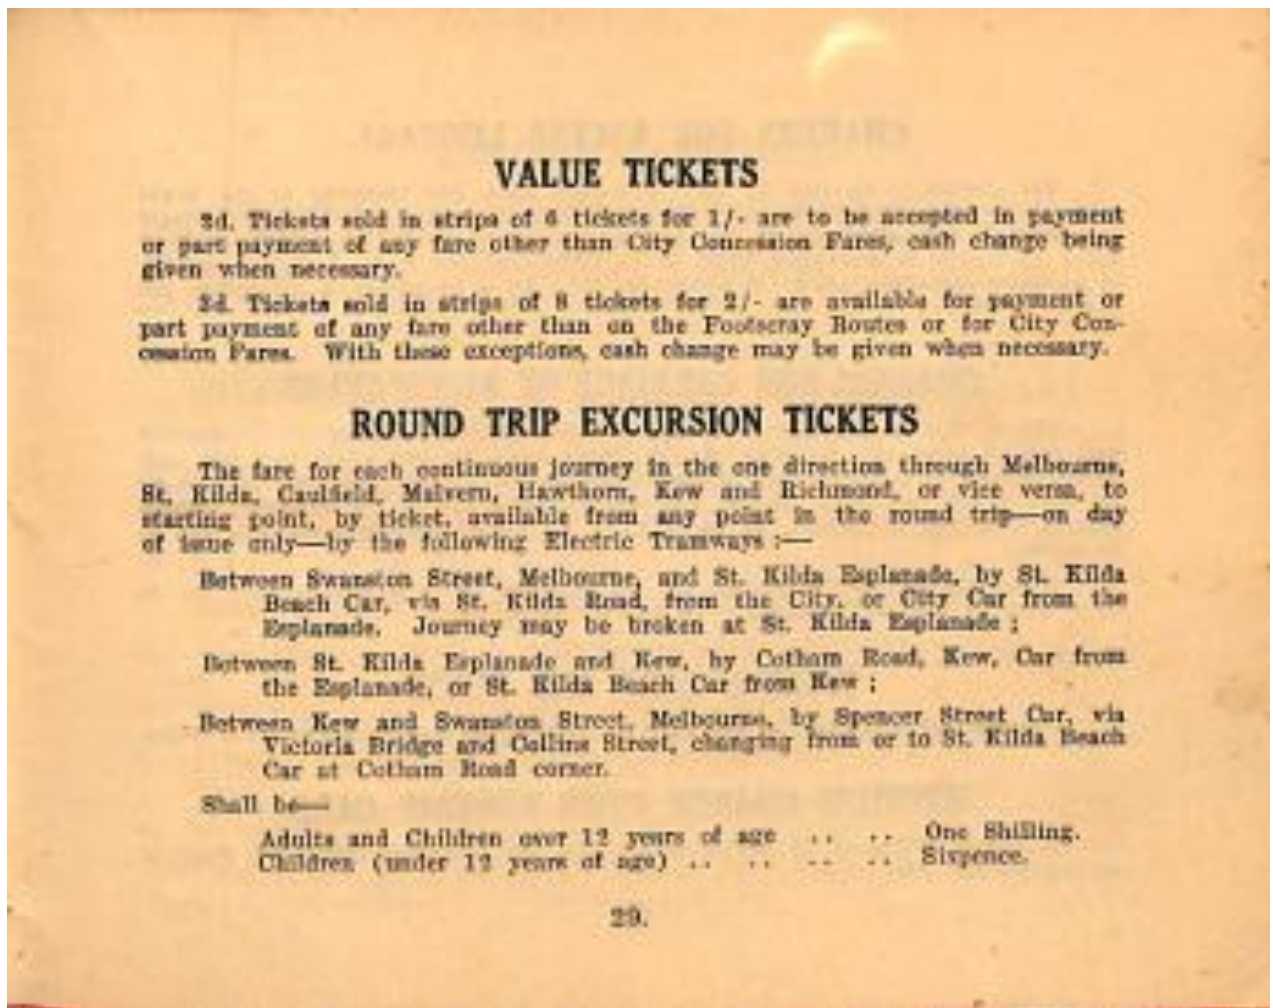 VALUE TICKETS
2d. Tickets sold in strips of 6 tickets for 1/- are to be accepted in payment
or part payment of any fare other than City Concession Fares, cash change being
given when necessary.
3d. Tickets sold in strips of 8 tickets for 2/- are available for payment or
part payment of any fare other than on the Footscray Routes or for City Con-
cession Fares. With these exceptions, cash change may be given when necessary.
ROUND TRIP EXCURSION TICKETS
The fare for each continuous journey in the one direction through Melbourne,
St. Kilda, Caulfield, Malvern, Hawthorn, Kew and Richmond, or vice versa, to
starting point, by ticket, available from any point in the round trip—on day
of issue only—by the following Electric Tramways :—
Between Swanston Street, Melbourne, and St. Kilda Esplanade, by St. Kilda
Beach Car, via St. Kilda Road, from the City, or City Car from the
Esplanade. Journey may be broken at St. Kilda Esplanade ;
Between St. Kilda Esplanade and Kew, by Cotham Road, Kew, Car from
the Esplanade, or St. Kilda Beach Car from Kew ;
Between Kew and Swanston Street, Melbourne, by Spencer Street Car, via
Victoria Bridge and Collins Street, changing from or to St. Kilda Beach
Car at Cotham Road corner.
Shall be—
Adults and Children over 12 years of age .. .. One Shilling.
Children (under 12 years of age) .. .. .. .. Sixpence.
29.